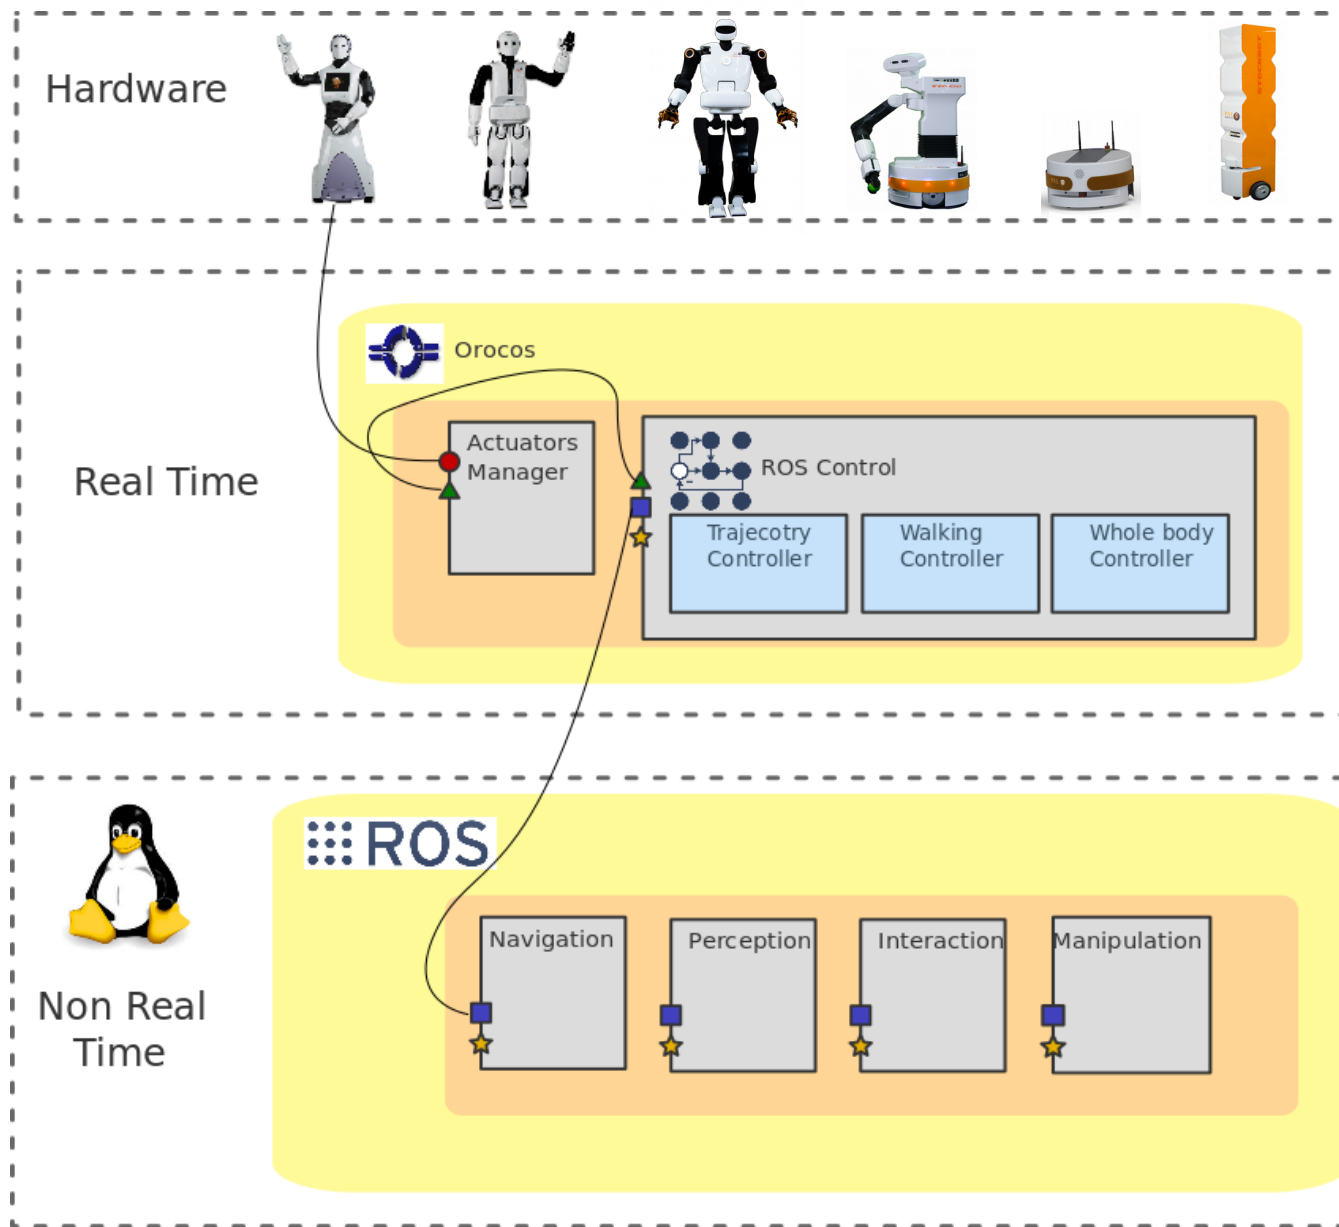 Hardware
STOCKBOT
Real Time
Orocos
Actuators
Manager
ROS Control
Trajecotry
Controller
Walking
Controller
Whole body
Controller
ROS
Non Real
Time
Navigation
Perception
Interaction
Manipulation